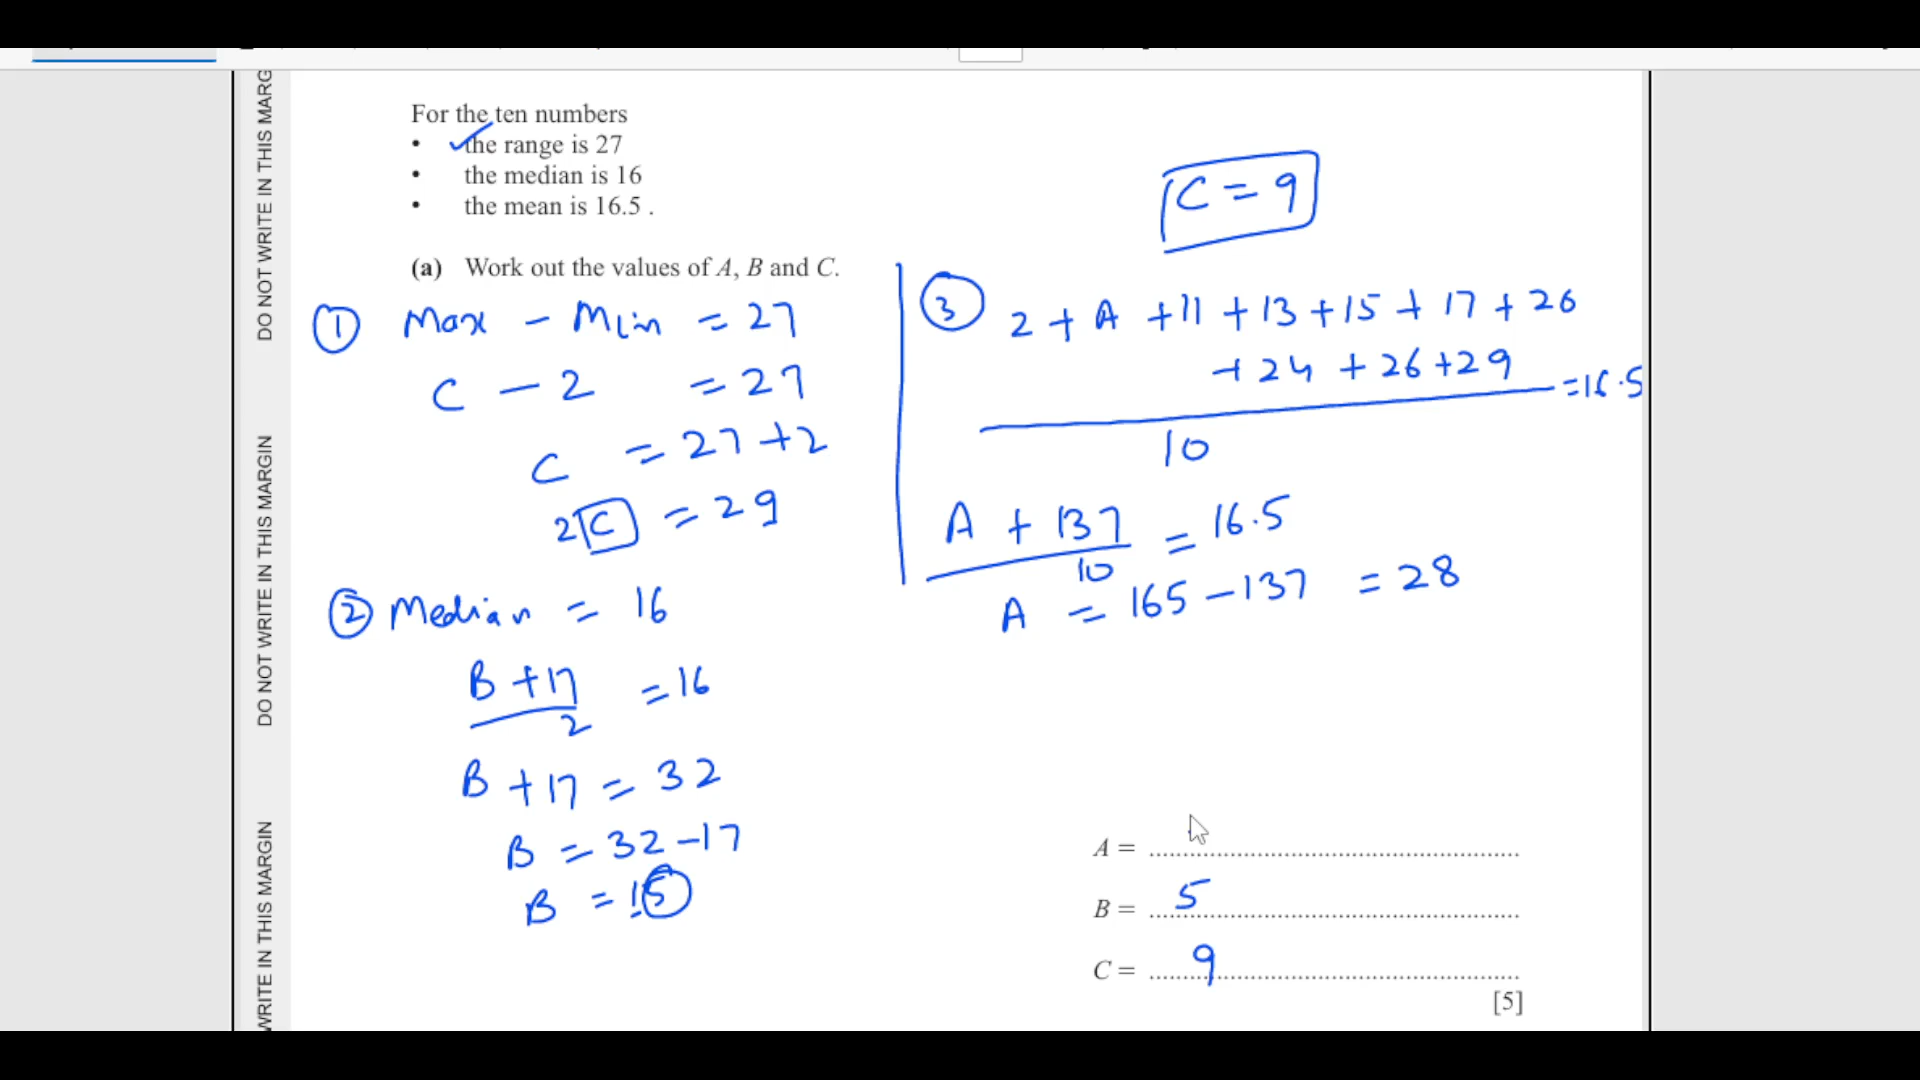 For the ten numbers
• the range is 27
• the median is 16
• the mean is 16.5 .
(a) Work out the values of A, B and C.
① Max - Min = 27
C - 2 = 27
C = 27 + 2
2C = 29
② Median = 16
B + 17 = 16
2
B + 17 = 32
B = 32 - 17
B = 15
C = 9
③ 2 + A + 11 + 13 + 15 + 17 + 26
+ 24 + 26 + 29 = 16.5
10
A + 137 = 16.5
10
A = 165 - 137 = 28
A =
B = 5
C = 9
[5]
DO NOT WRITE IN THIS MARG
DO NOT WRITE IN THIS MARGIN
WRITE IN THIS MARGIN